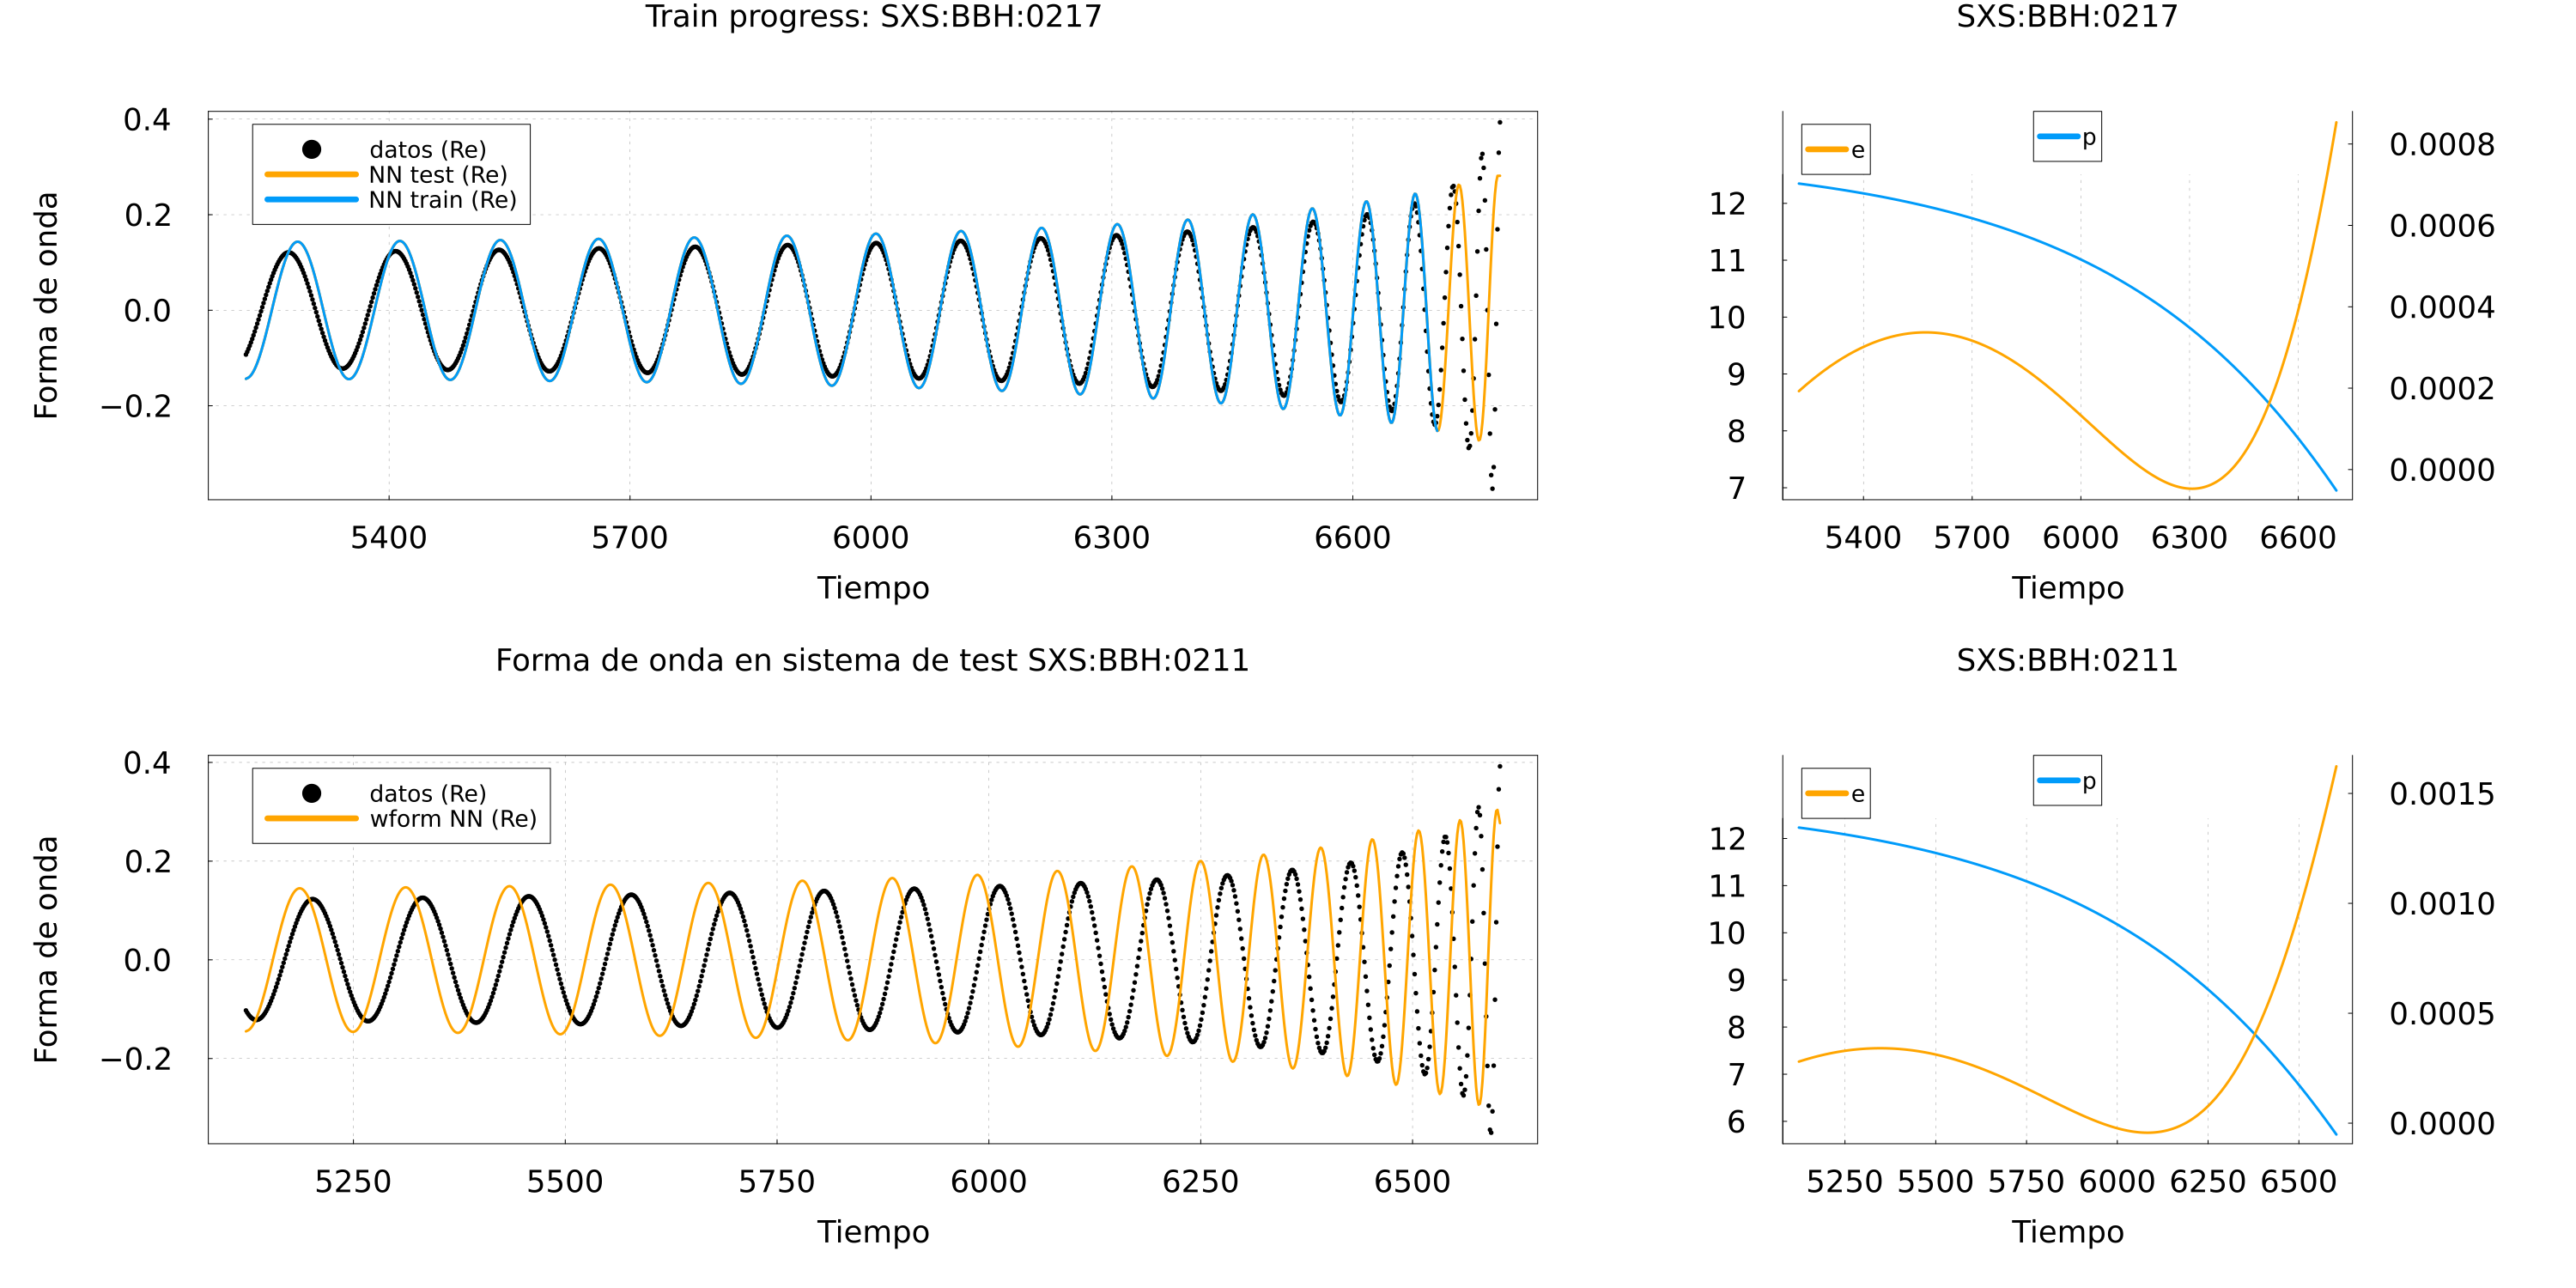 Train progress: SXS:BBH:0217
0.4
0.2
0.0
−0.2
Forma de onda
datos (Re)
NN test (Re)
NN train (Re)
5400 5700 6000 6300 6600
Tiempo
SXS:BBH:0217
e
p
12
11
10
9
8
7
0.0008
0.0006
0.0004
0.0002
0.0000
5400 5700 6000 6300 6600
Tiempo
Forma de onda en sistema de test SXS:BBH:0211
0.4
0.2
0.0
−0.2
Forma de onda
datos (Re)
wform NN (Re)
5250 5500 5750 6000 6250 6500
Tiempo
SXS:BBH:0211
e
p
12
11
10
9
8
7
6
0.0015
0.0010
0.0005
0.0000
5250 5500 5750 6000 6250 6500
Tiempo